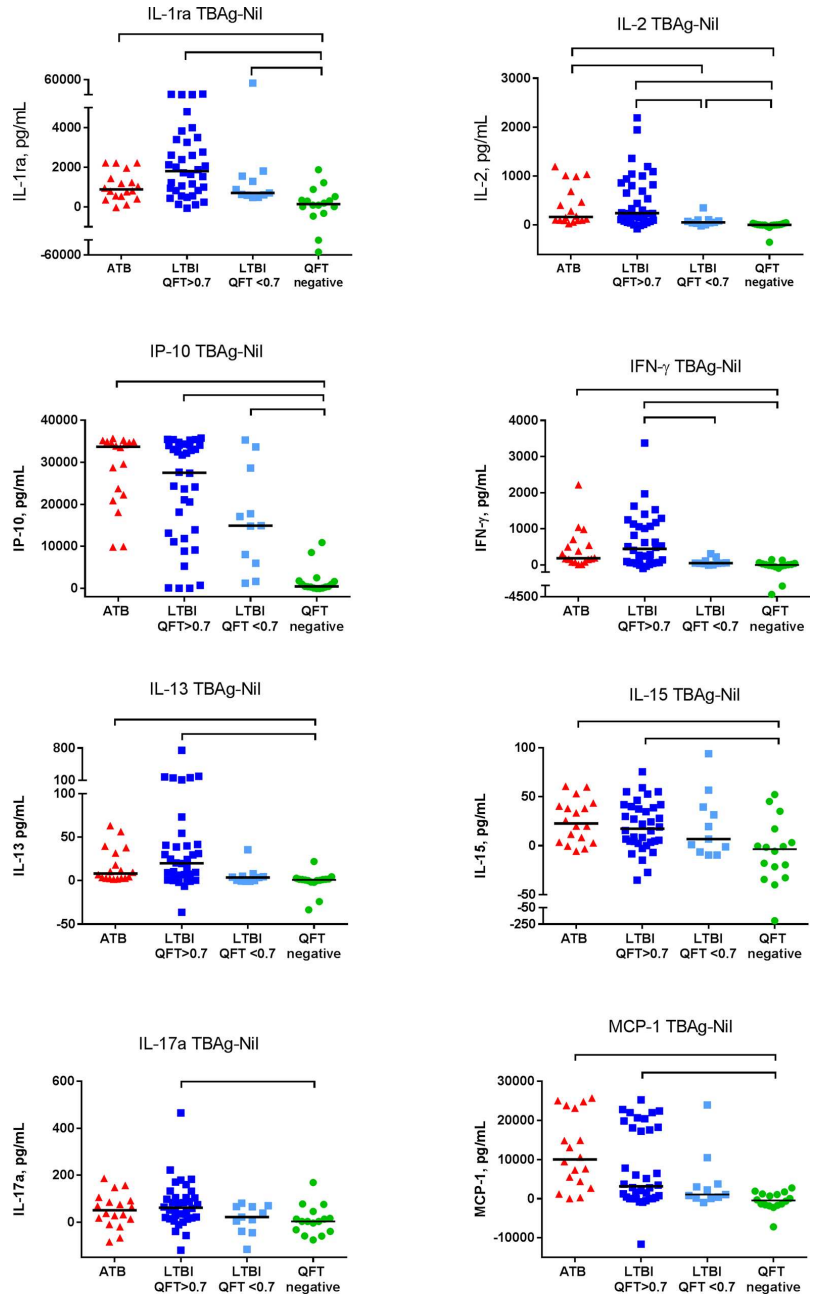 IL-1ra TBAg-Nil
IL-1ra, pg/mL
60000
4000
2000
0
-60000
ATB
LTBI
QFT>0.7
LTBI
QFT <0.7
QFT
negative
IL-2 TBAg-Nil
IL-2, pg/mL
3000
2000
1000
0
ATB
LTBI
QFT>0.7
LTBI
QFT <0.7
QFT
negative
IP-10 TBAg-Nil
IP-10, pg/mL
40000
30000
20000
10000
0
ATB
LTBI
QFT>0.7
LTBI
QFT <0.7
QFT
negative
IFN-γ TBAg-Nil
IFN-γ, pg/mL
4000
3000
2000
1000
0
-4500
ATB
LTBI
QFT>0.7
LTBI
QFT <0.7
QFT
negative
IL-13 TBAg-Nil
IL-13 pg/mL
800
100
100
50
0
-50
ATB
LTBI
QFT>0.7
LTBI
QFT <0.7
QFT
negative
IL-15 TBAg-Nil
IL-15, pg/mL
100
50
0
-50
-50
-250
ATB
LTBI
QFT>0.7
LTBI
QFT <0.7
QFT
negative
IL-17a TBAg-Nil
IL-17a, pg/mL
600
400
200
0
ATB
LTBI
QFT>0.7
LTBI
QFT <0.7
QFT
negative
MCP-1 TBAg-Nil
MCP-1, pg/mL
30000
20000
10000
0
-10000
ATB
LTBI
QFT>0.7
LTBI
QFT <0.7
QFT
negative